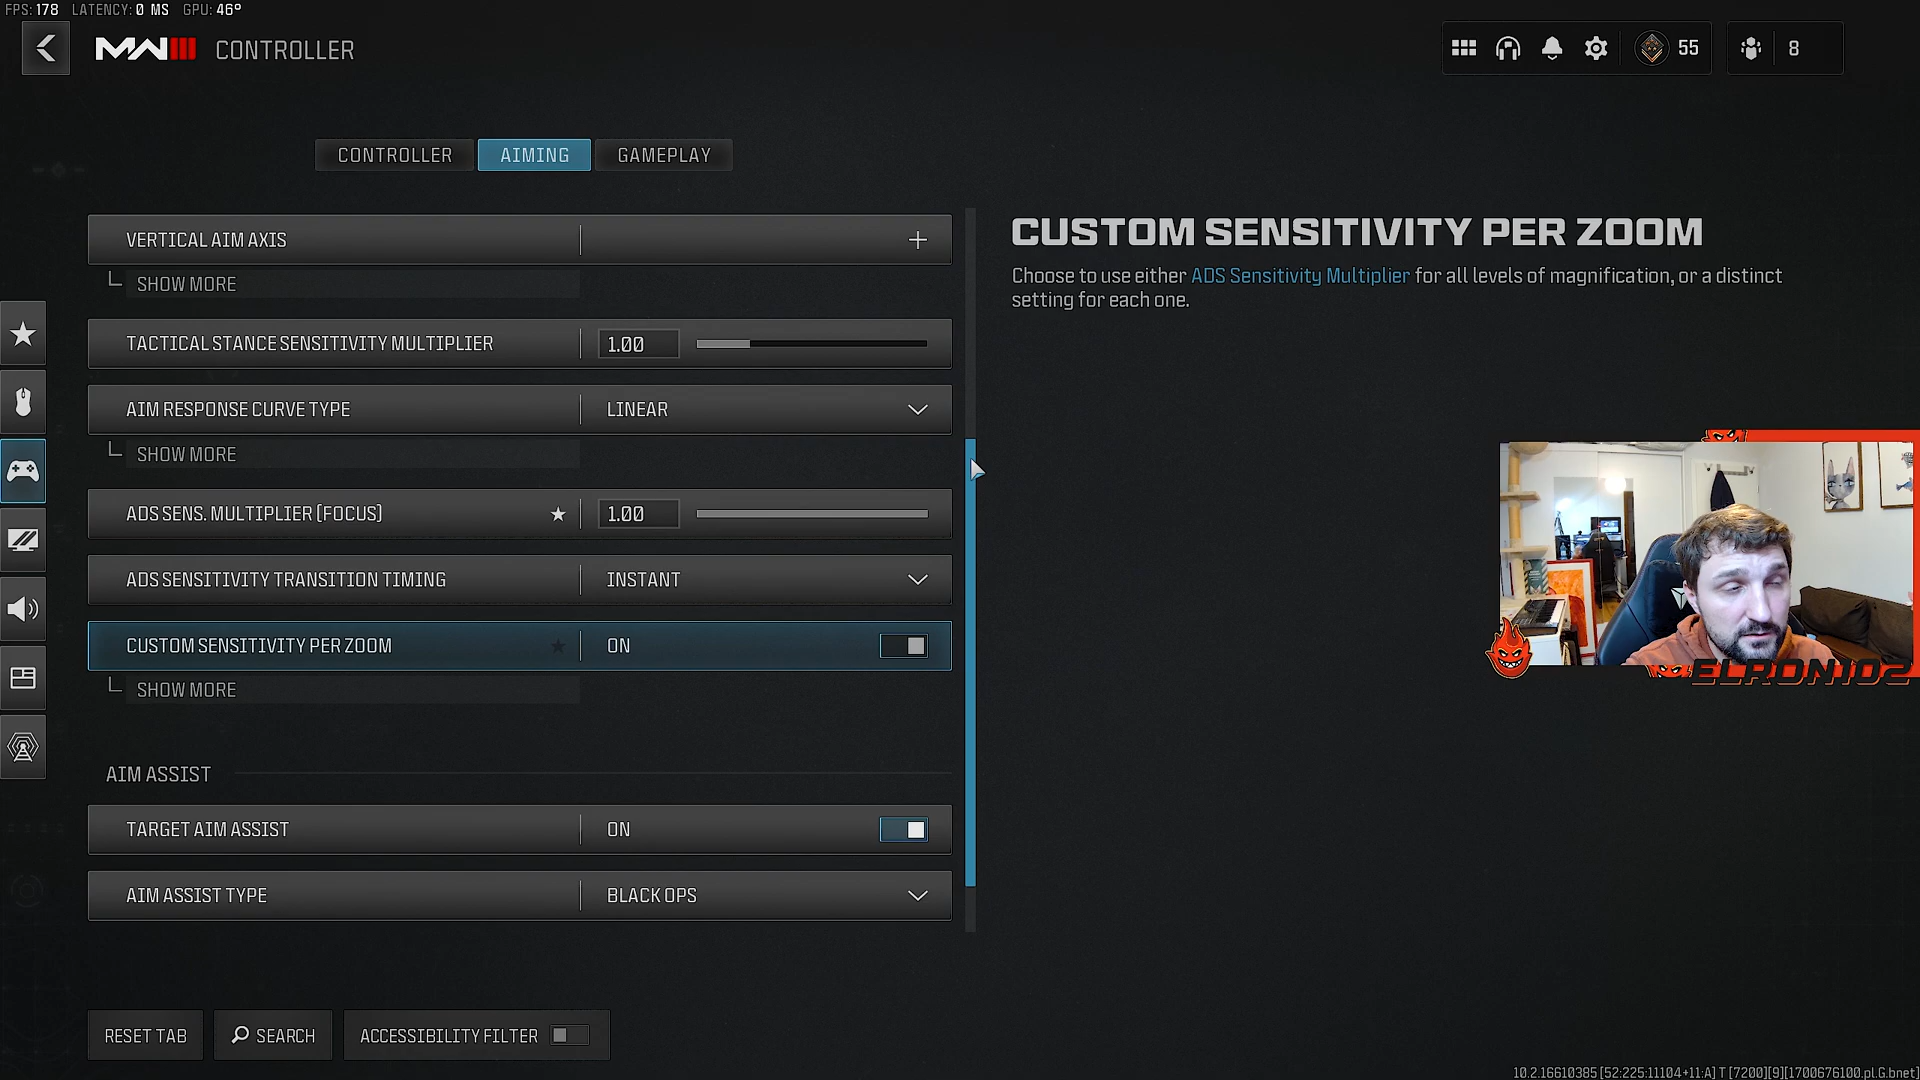 FPS: 178 LATENCY: 0 MS GPU: 46°
MWIII CONTROLLER
55
8
CONTROLLER
AIMING
GAMEPLAY
VERTICAL AIM AXIS
SHOW MORE
TACTICAL STANCE SENSITIVITY MULTIPLIER 1.00
AIM RESPONSE CURVE TYPE LINEAR
SHOW MORE
ADS SENS. MULTIPLIER (FOCUS) 1.00
ADS SENSITIVITY TRANSITION TIMING INSTANT
CUSTOM SENSITIVITY PER ZOOM ON
SHOW MORE
AIM ASSIST
TARGET AIM ASSIST ON
AIM ASSIST TYPE BLACK OPS
CUSTOM SENSITIVITY PER ZOOM
Choose to use either ADS Sensitivity Multiplier for all levels of magnification, or a distinct
setting for each one.
ELRON102
RESET TAB
SEARCH
ACCESSIBILITY FILTER
10.2.16610385 [52:225:11104+11:A] T [7200][9][1700676100.pl.G.bnet]